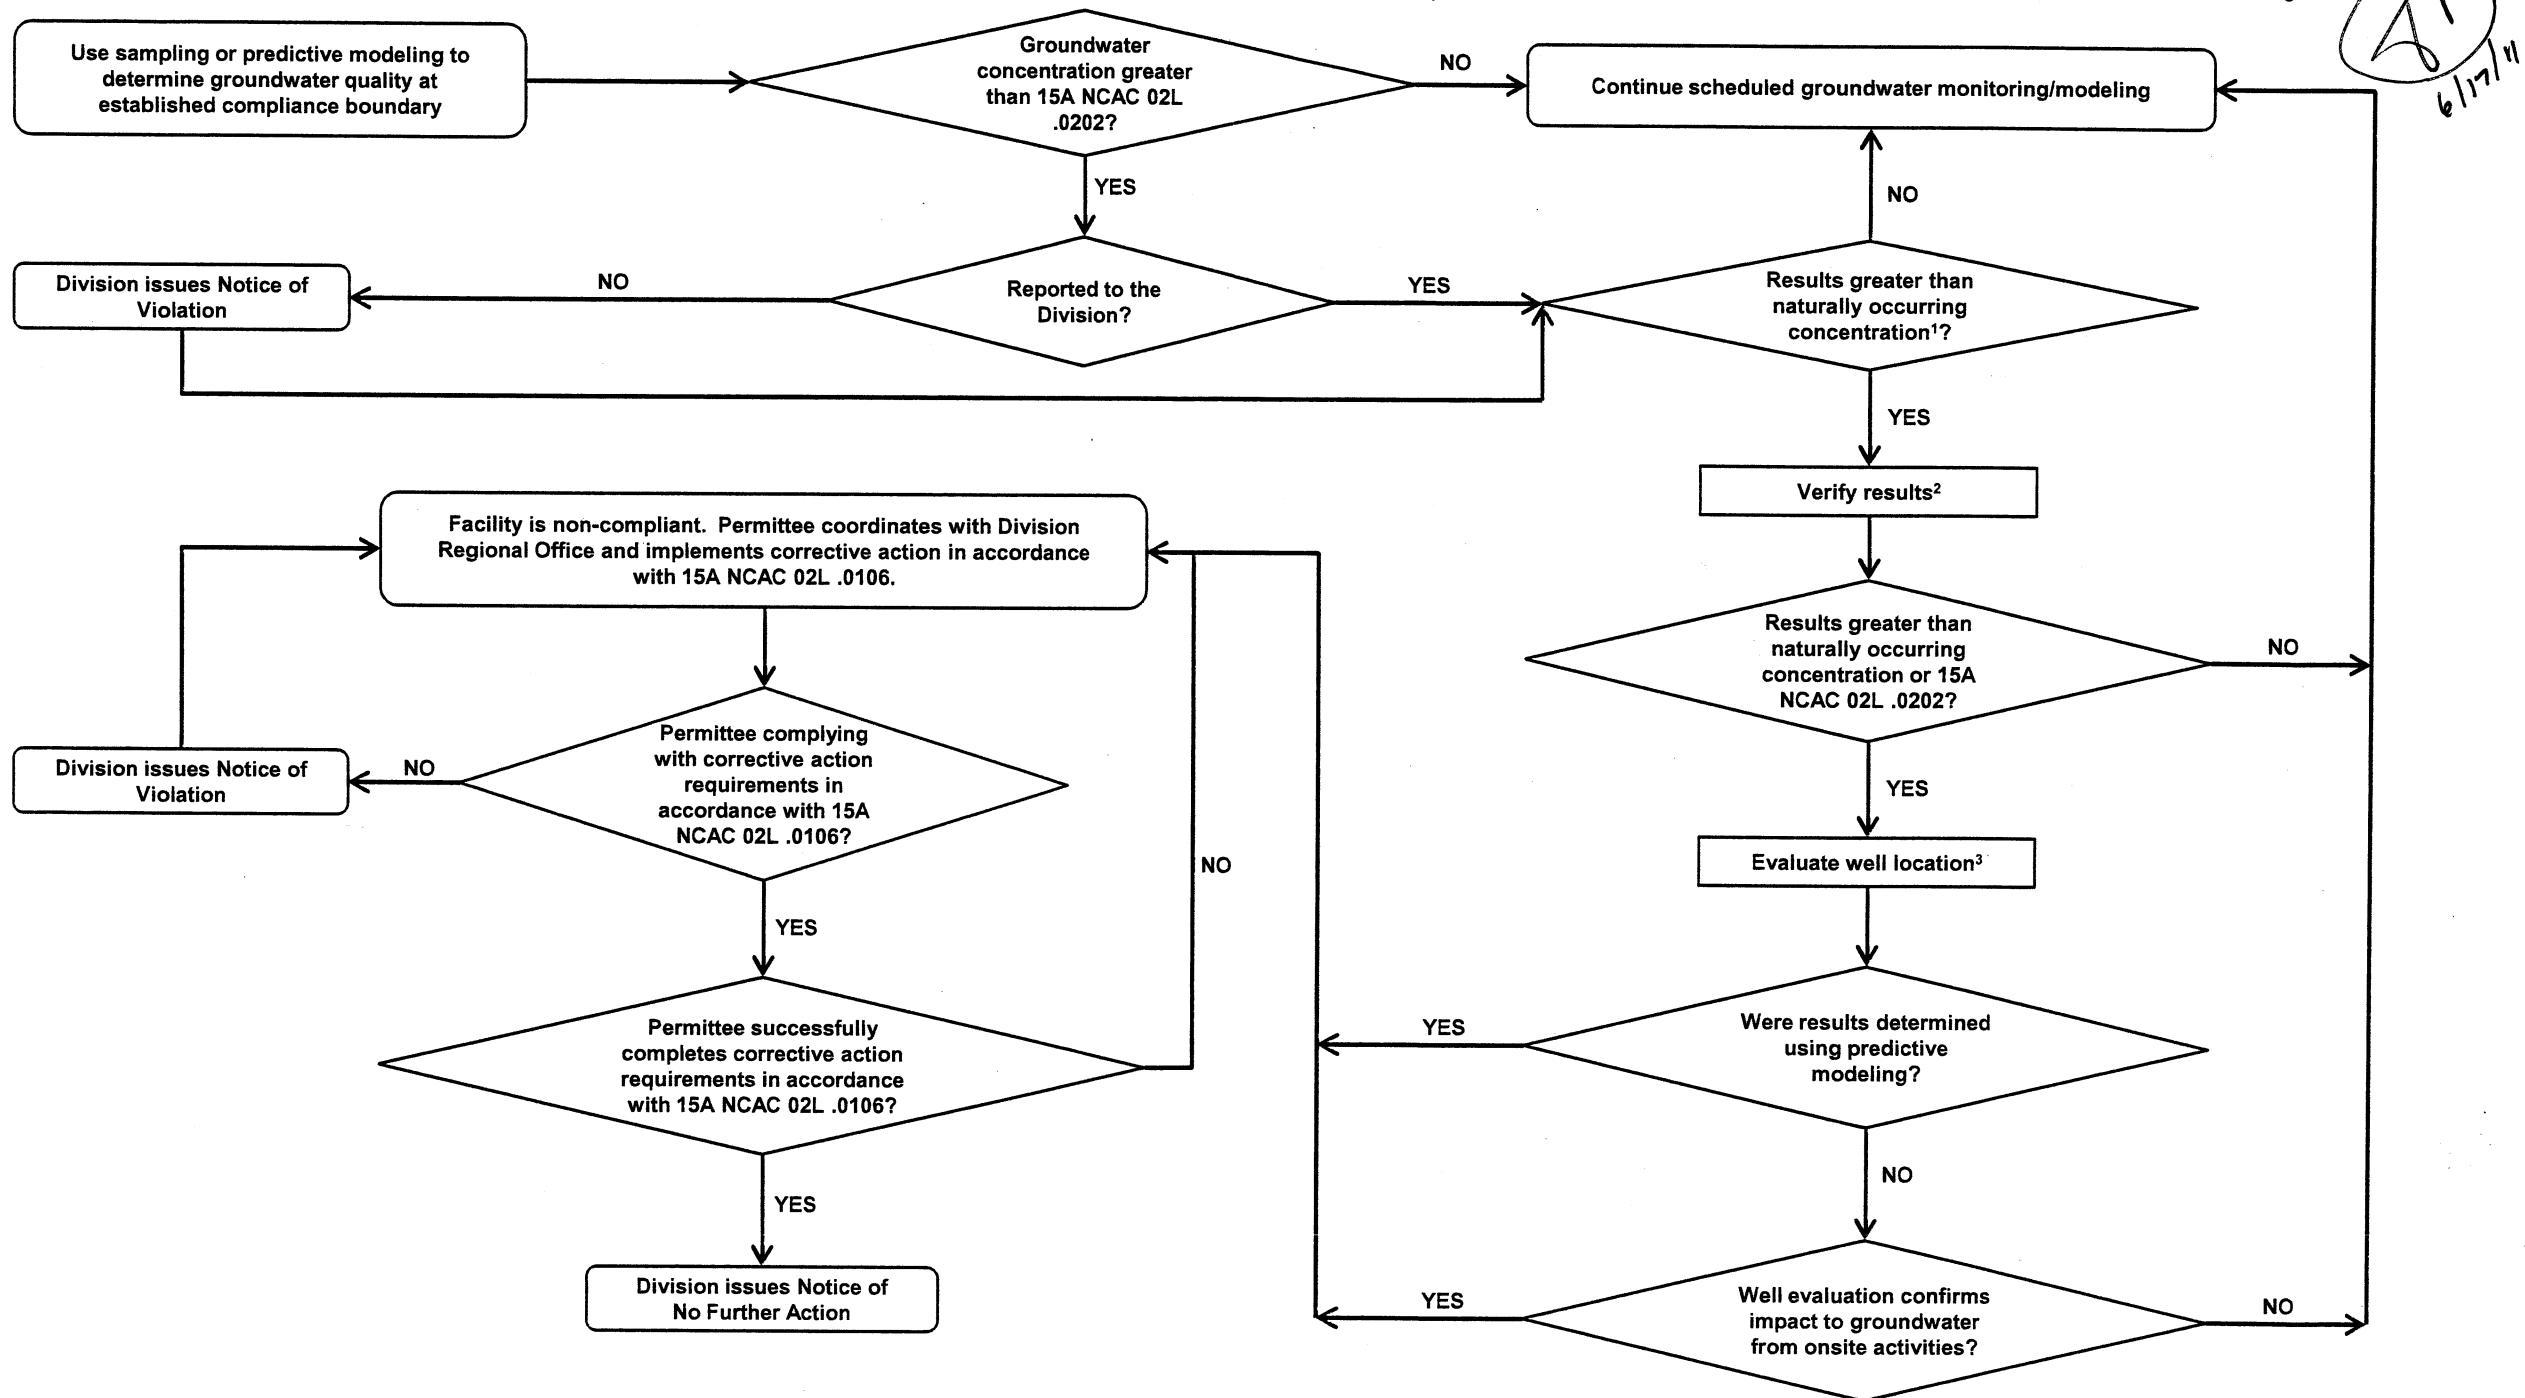 Use sampling or predictive modeling to
determine groundwater quality at
established compliance boundary
Groundwater
concentration greater
than 15A NCAC 02L
.0202?
NO
Continue scheduled groundwater monitoring/modeling
6/17/11
YES
NO
Division issues Notice of
Violation
NO
Reported to the
Division?
YES
Results greater than
naturally occurring
concentration¹?
YES
Verify results²
Facility is non-compliant. Permittee coordinates with Division
Regional Office and implements corrective action in accordance
with 15A NCAC 02L .0106.
Results greater than
naturally occurring
concentration or 15A
NCAC 02L .0202?
NO
YES
Permittee complying
with corrective action
requirements in
accordance with 15A
NCAC 02L .0106?
NO
Division issues Notice of
Violation
Evaluate well location³
NO
YES
Permittee successfully
completes corrective action
requirements in accordance
with 15A NCAC 02L .0106?
YES
Were results determined
using predictive
modeling?
NO
YES
Division issues Notice of
No Further Action
YES
Well evaluation confirms
impact to groundwater
from onsite activities?
NO